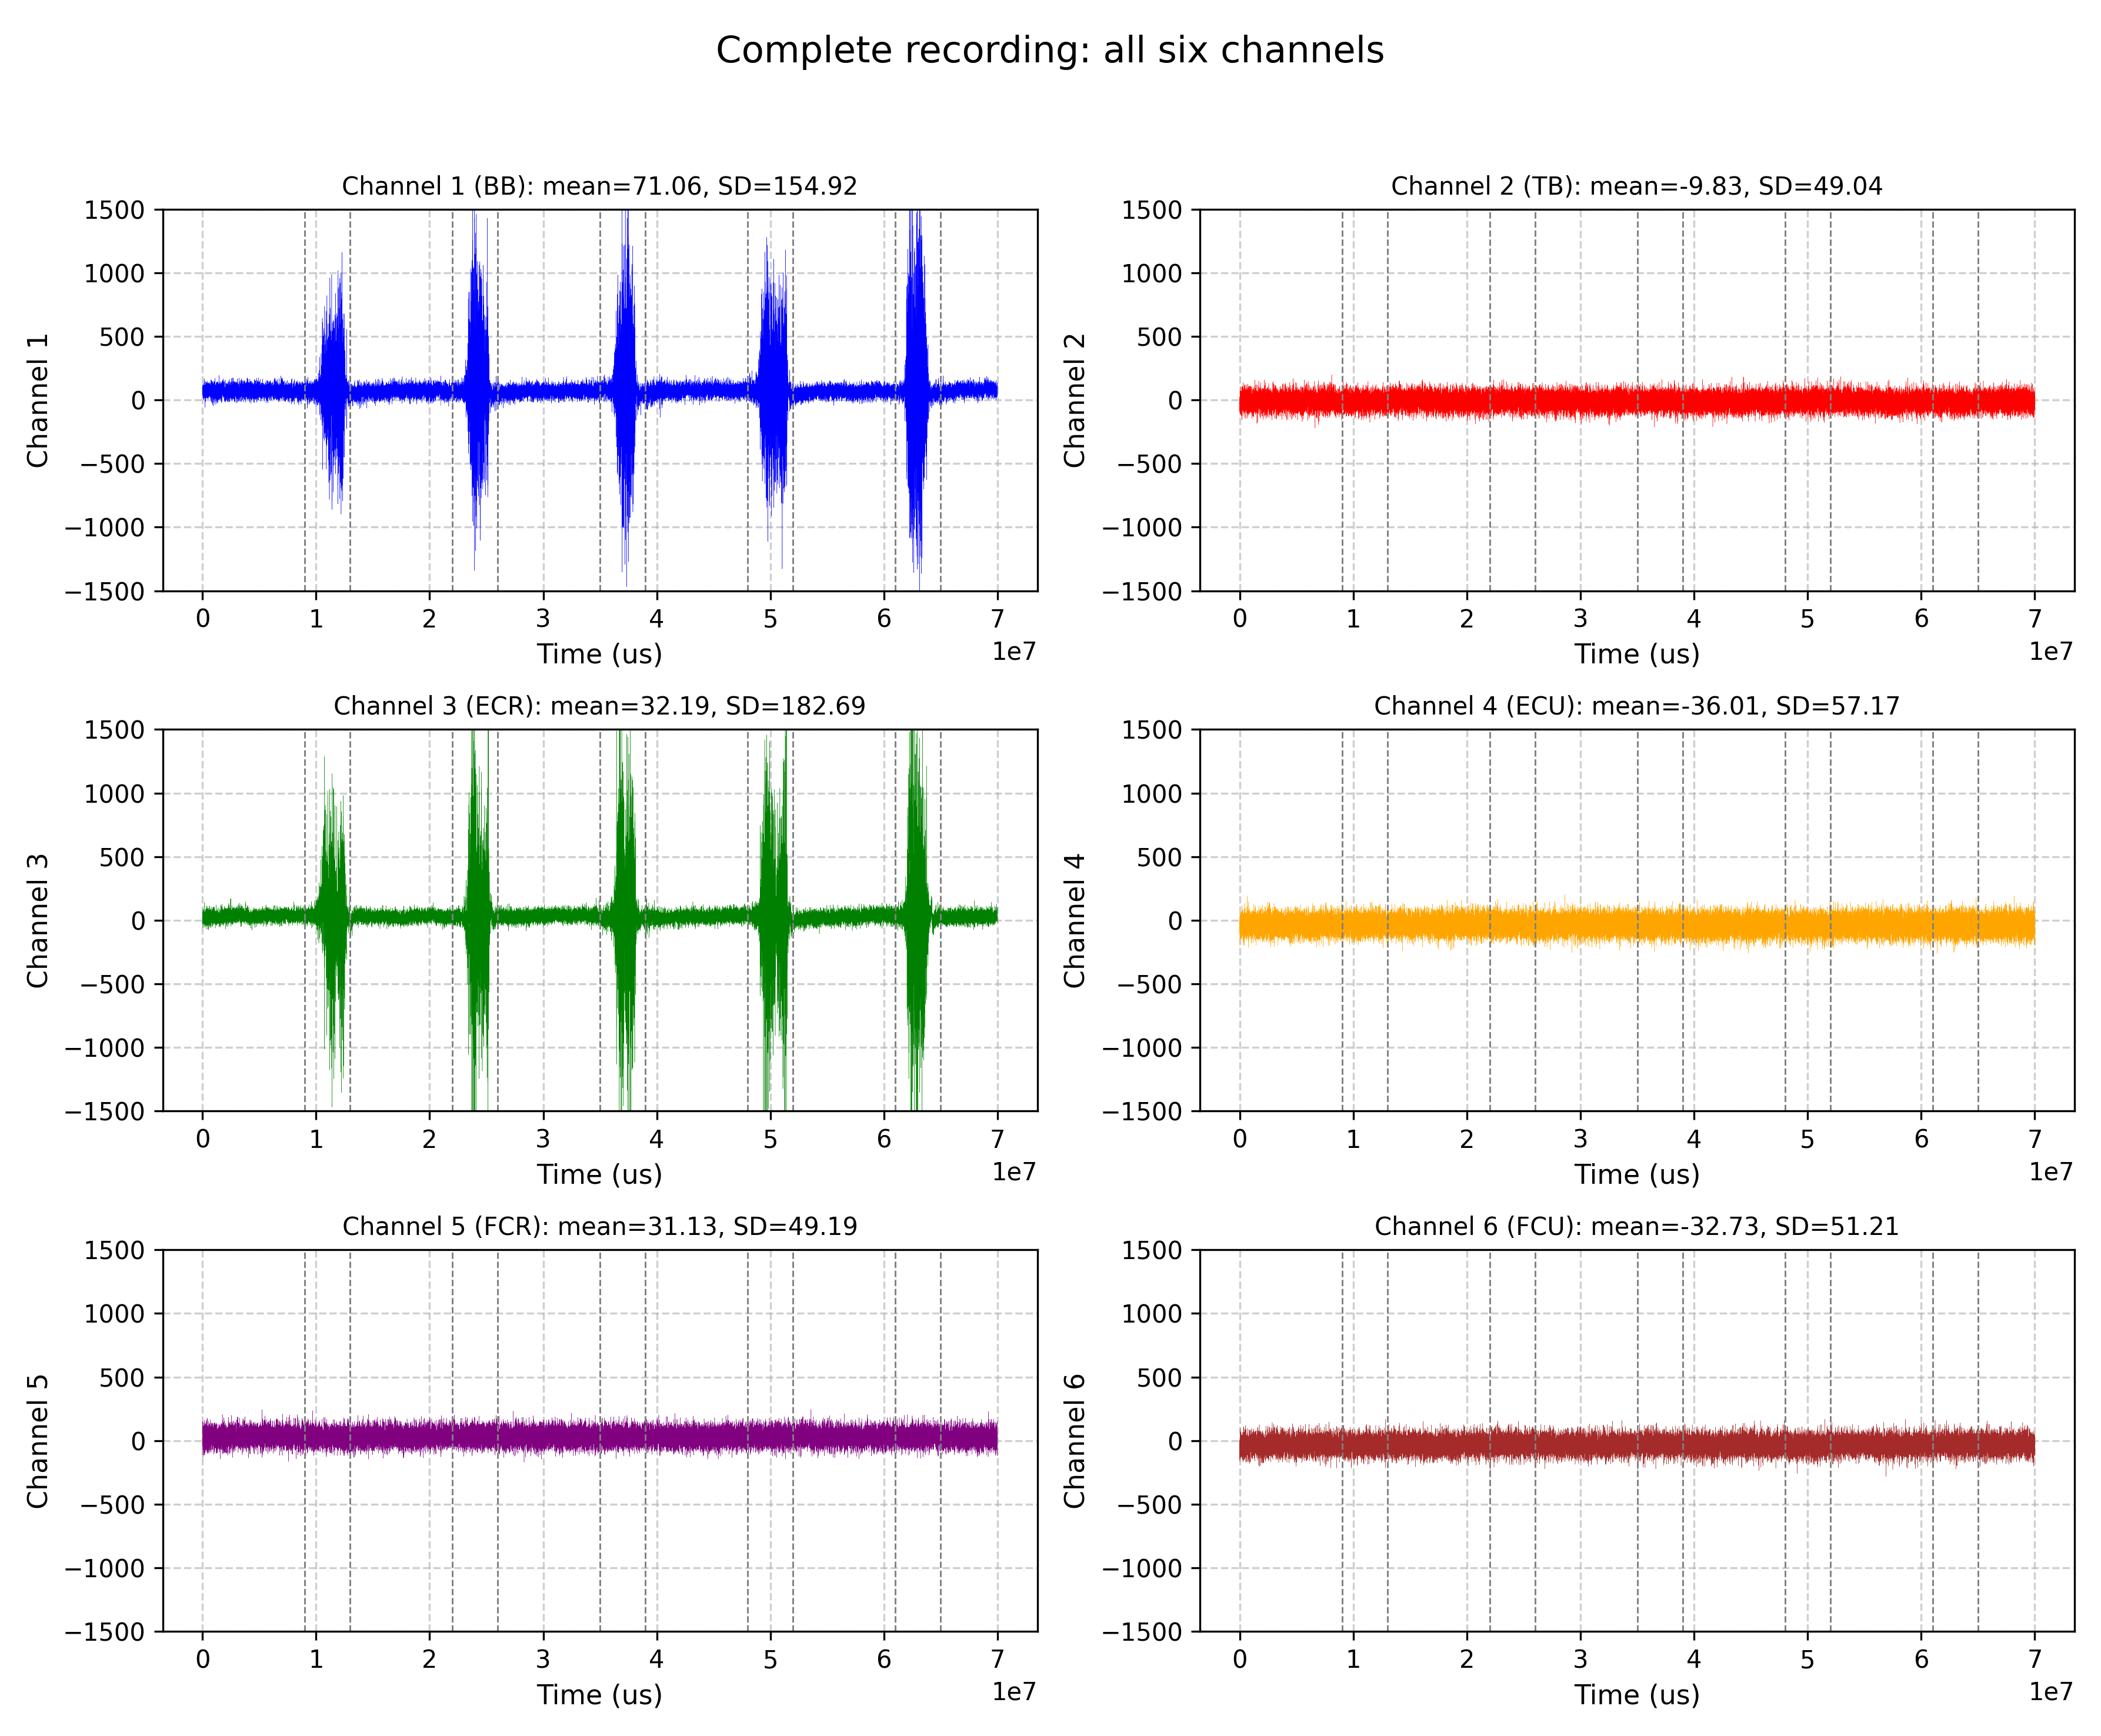 Complete recording: all six channels
Channel 1 (BB): mean=71.06, SD=154.92
Channel 1
1500
1000
500
0
−500
−1000
−1500
0 1 2 3 4 5 6 7
1e7
Time (us)
Channel 2 (TB): mean=-9.83, SD=49.04
Channel 2
1500
1000
500
0
−500
−1000
−1500
0 1 2 3 4 5 6 7
1e7
Time (us)
Channel 3 (ECR): mean=32.19, SD=182.69
Channel 3
1500
1000
500
0
−500
−1000
−1500
0 1 2 3 4 5 6 7
1e7
Time (us)
Channel 4 (ECU): mean=-36.01, SD=57.17
Channel 4
1500
1000
500
0
−500
−1000
−1500
0 1 2 3 4 5 6 7
1e7
Time (us)
Channel 5 (FCR): mean=31.13, SD=49.19
Channel 5
1500
1000
500
0
−500
−1000
−1500
0 1 2 3 4 5 6 7
1e7
Time (us)
Channel 6 (FCU): mean=-32.73, SD=51.21
Channel 6
1500
1000
500
0
−500
−1000
−1500
0 1 2 3 4 5 6 7
1e7
Time (us)